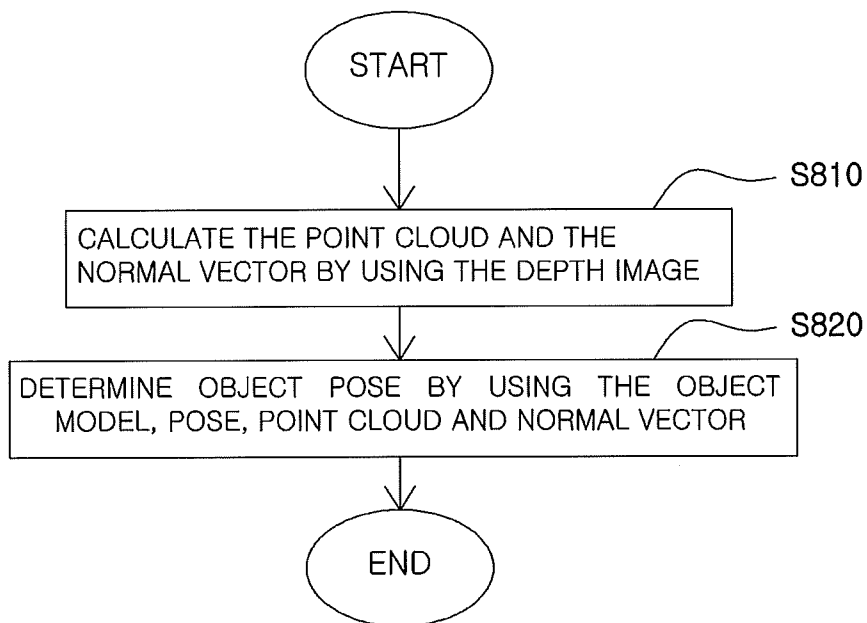 START
S810
CALCULATE THE POINT CLOUD AND THE
NORMAL VECTOR BY USING THE DEPTH IMAGE
S820
DETERMINE OBJECT POSE BY USING THE OBJECT
MODEL, POSE, POINT CLOUD AND NORMAL VECTOR
END